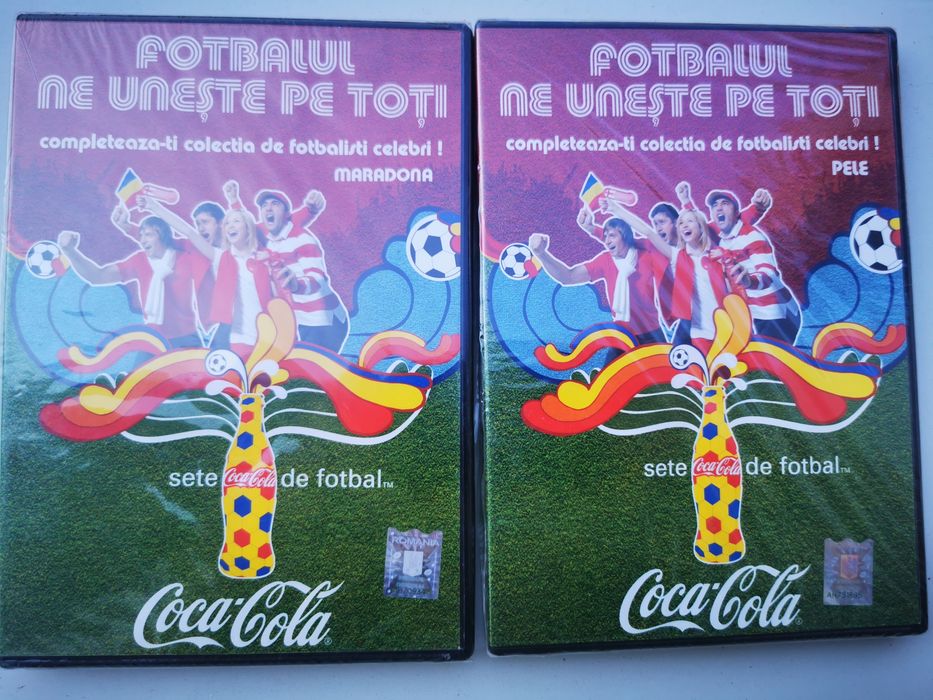 FOTBALUL
NE UNEȘTE PE TOȚI
completeaza-ti colectia de fotbalisti celebri !
MARADONA
sete Coca-Cola de fotbal™
ROMANIA
Coca-Cola®
FOTBALUL
NE UNEȘTE PE TOȚI
completeaza-ti colectia de fotbalisti celebri !
PELE
sete Coca-Cola de fotbal™
Coca-Cola®